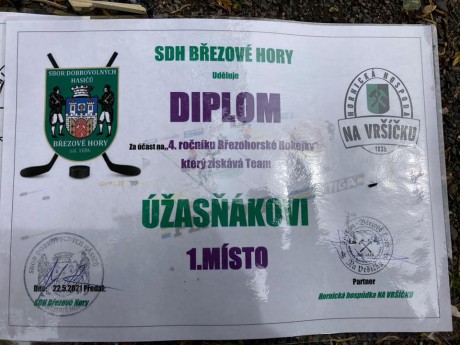 SDH BŘEZOVÉ HORY
Uděluje
DIPLOM
Za účast na „4. ročníku Březohorské Hokejky"
který získává Team
ÚŽASŇÁKOVI
1.MÍSTO
SBOR DOBROVOLNÝCH
HASIČŮ
BŘEZOVÉ HORY
HORNICKÁ HOSPODA
NA VRŠÍČKU
Dne: 22.5.2021 Předal:
SDH Březové Hory
Partner
Hornická hospůdka NA VRŠÍČKU